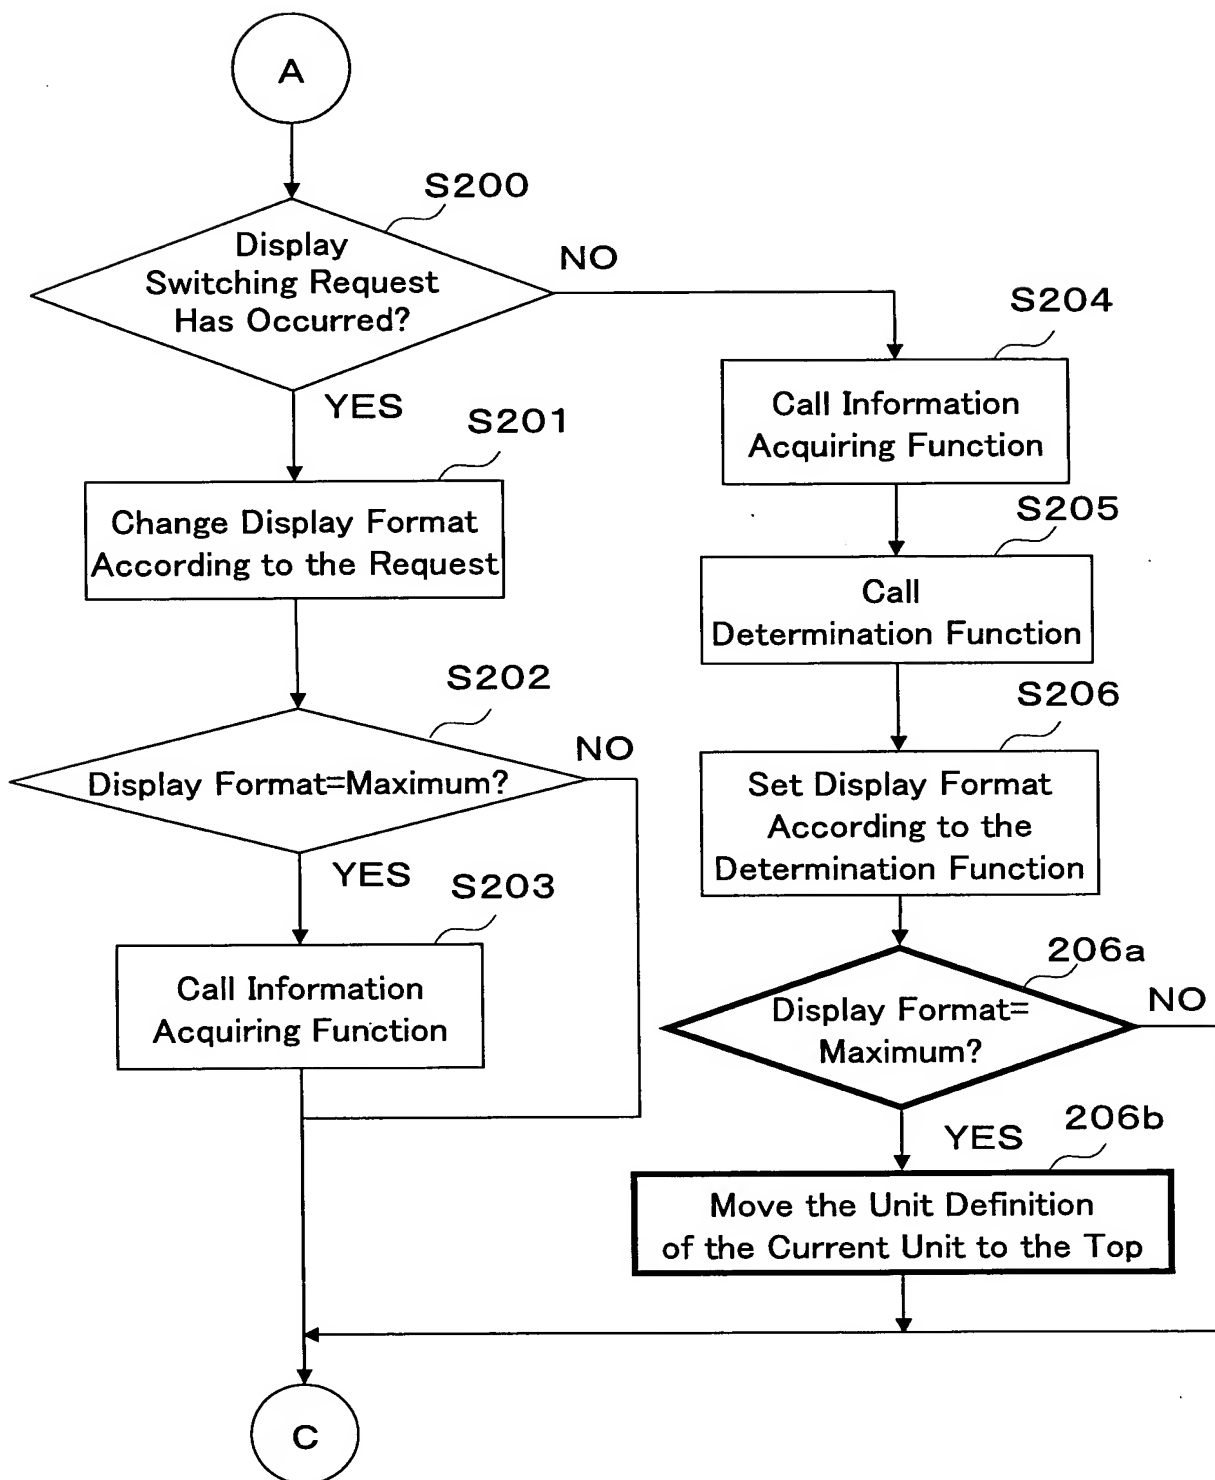 A
S200
Display
Switching Request
Has Occurred?
NO
YES
S201
Change Display Format
According to the Request
S202
Display Format=Maximum?
NO
YES
S203
Call Information
Acquiring Function
S204
Call Information
Acquiring Function
S205
Call
Determination Function
S206
Set Display Format
According to the
Determination Function
206a
Display Format=
Maximum?
NO
YES
206b
Move the Unit Definition
of the Current Unit to the Top
C